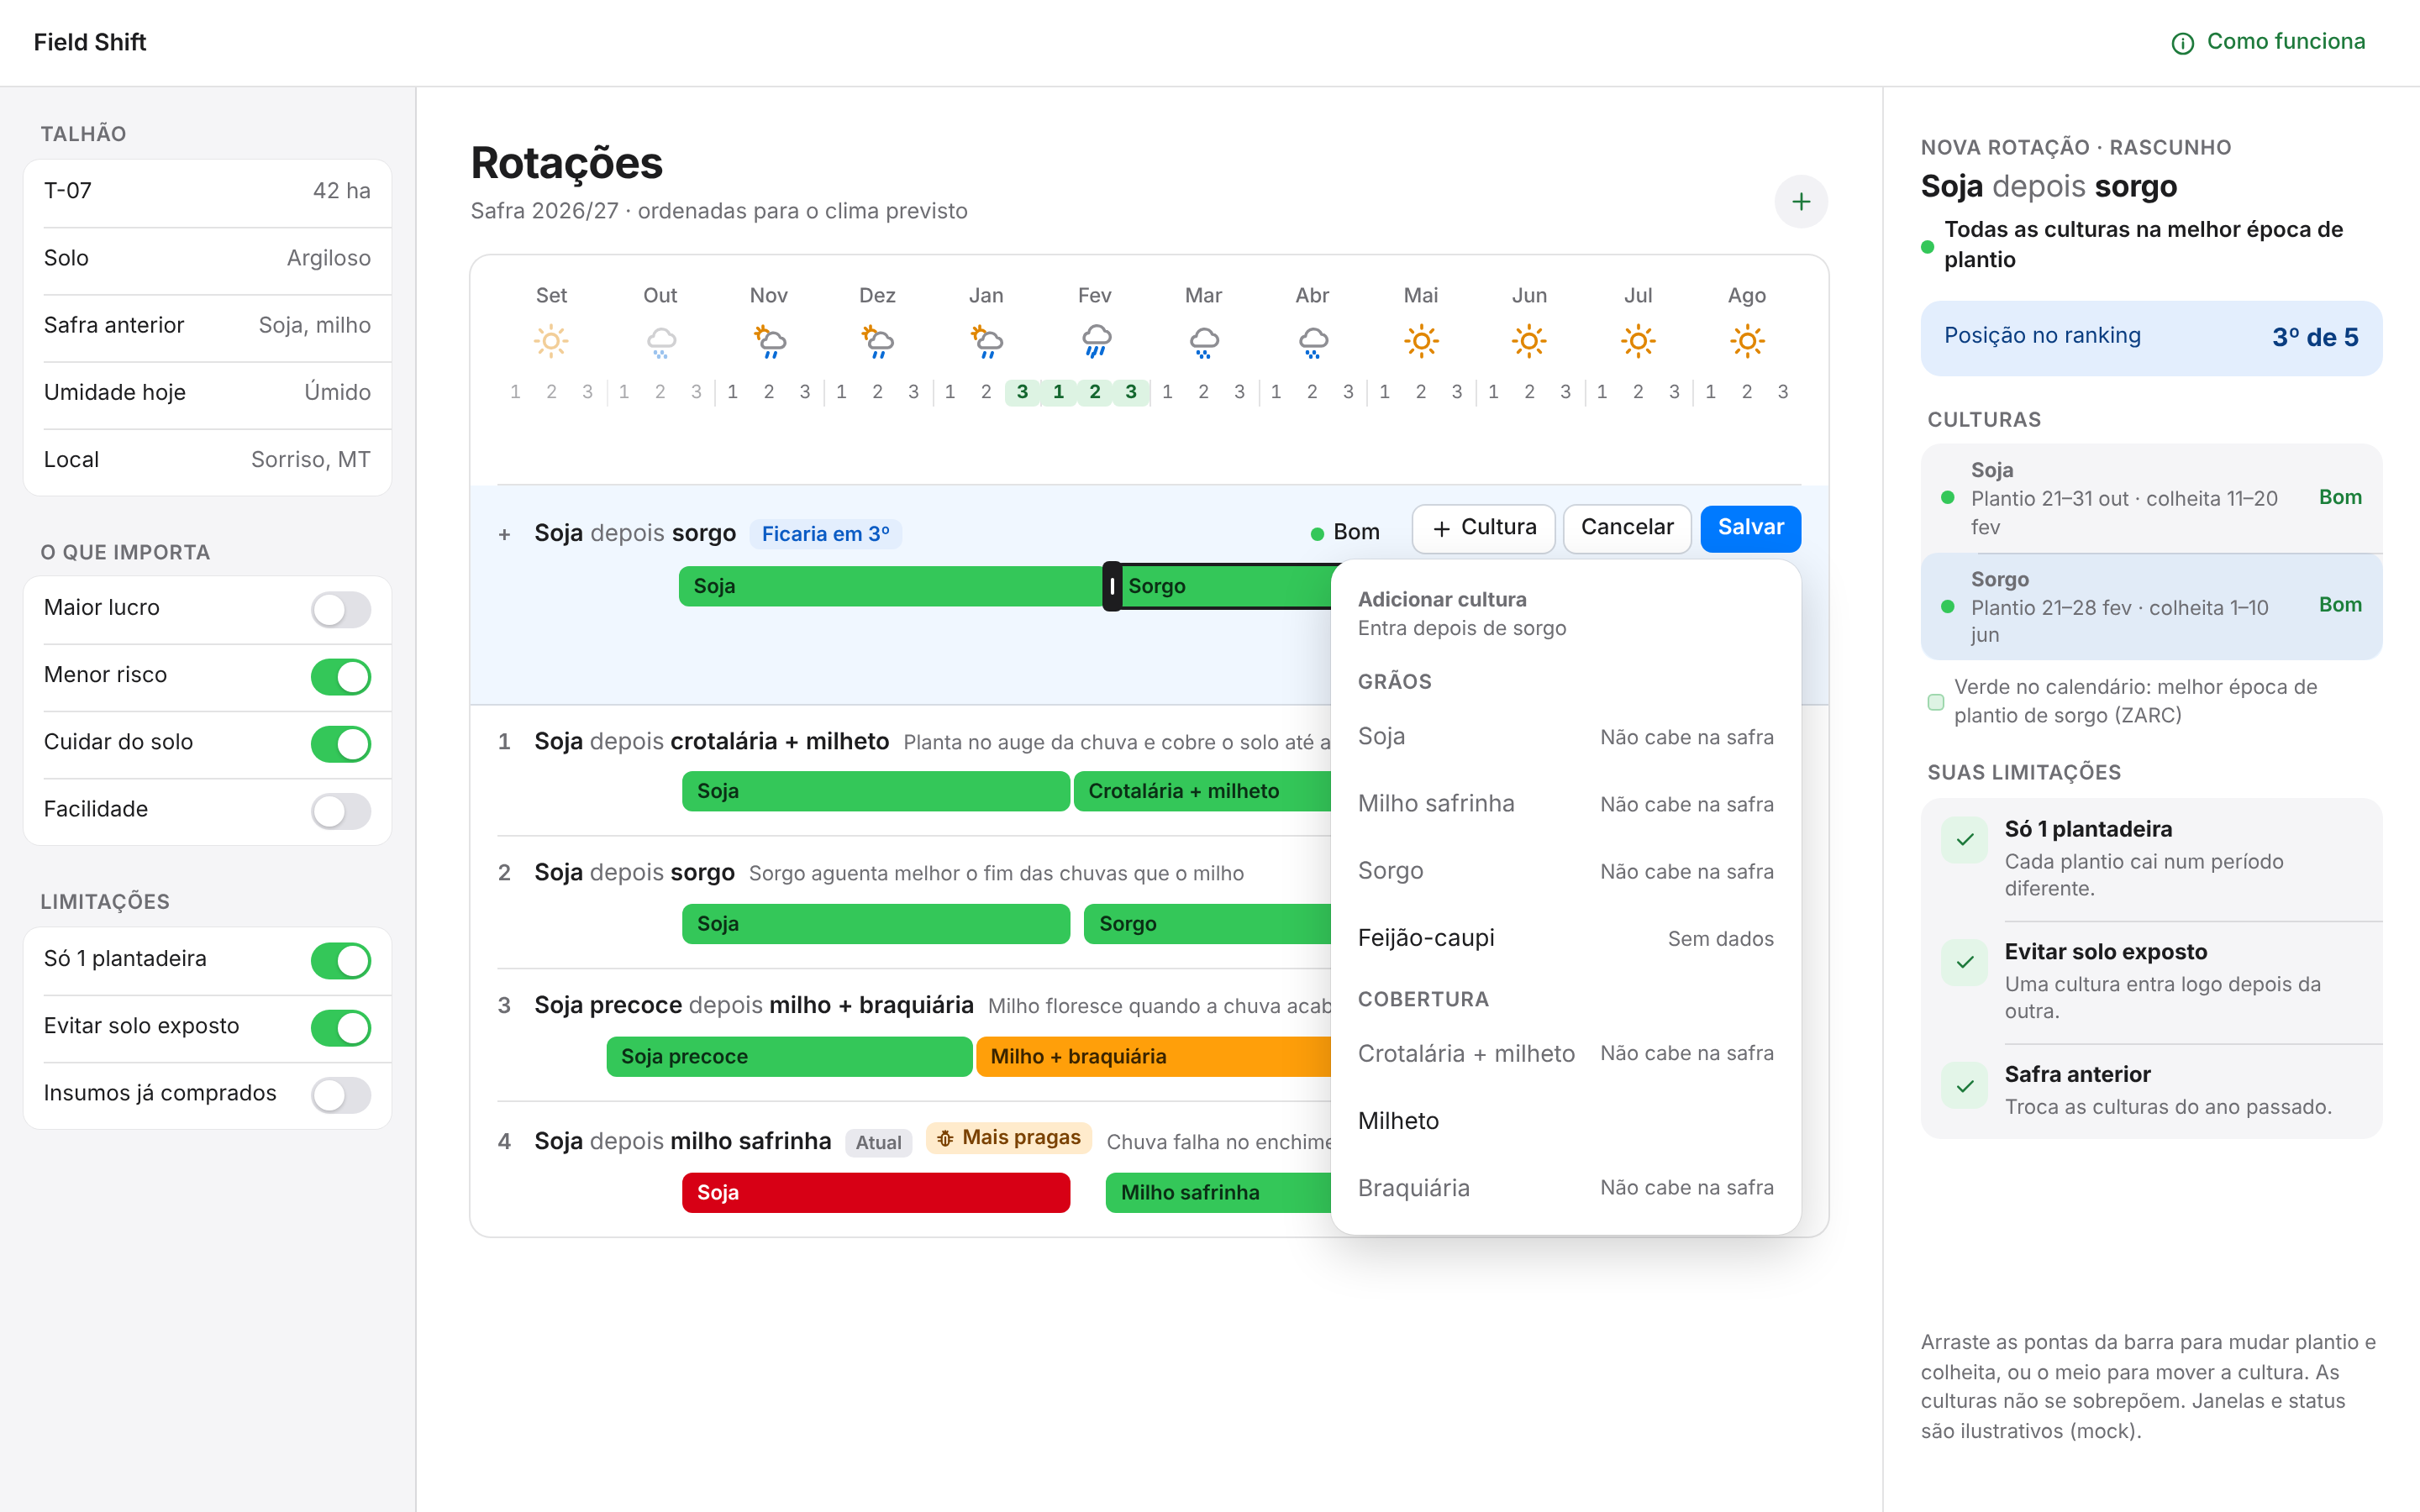 Field Shift
Como funciona
TALHÃO
T-07 42 ha
Solo Argiloso
Safra anterior Soja, milho
Umidade hoje Úmido
Local Sorriso, MT
O QUE IMPORTA
Maior lucro
Menor risco
Cuidar do solo
Facilidade
LIMITAÇÕES
Só 1 plantadeira
Evitar solo exposto
Insumos já comprados
Rotações
Safra 2026/27 · ordenadas para o clima previsto
+
Set Out Nov Dez Jan Fev Mar Abr Mai Jun Jul Ago
1 2 3 1 2 3 1 2 3 1 2 3 1 2 3 1 2 3 1 2 3 1 2 3 1 2 3 1 2 3 1 2 3 1 2 3
+ Soja depois sorgo Ficaria em 3º Bom + Cultura Cancelar Salvar
Soja Sorgo
1 Soja depois crotalária + milheto Planta no auge da chuva e cobre o solo até a
Soja Crotalária + milheto
2 Soja depois sorgo Sorgo aguenta melhor o fim das chuvas que o milho
Soja Sorgo
3 Soja precoce depois milho + braquiária Milho floresce quando a chuva acab
Soja precoce Milho + braquiária
4 Soja depois milho safrinha Atual Mais pragas Chuva falha no enchime
Soja Milho safrinha
Adicionar cultura
Entra depois de sorgo
GRÃOS
Soja Não cabe na safra
Milho safrinha Não cabe na safra
Sorgo Não cabe na safra
Feijão-caupi Sem dados
COBERTURA
Crotalária + milheto Não cabe na safra
Milheto
Braquiária Não cabe na safra
NOVA ROTAÇÃO · RASCUNHO
Soja depois sorgo
Todas as culturas na melhor época de
plantio
Posição no ranking 3º de 5
CULTURAS
Soja
Plantio 21–31 out · colheita 11–20
fev
Bom
Sorgo
Plantio 21–28 fev · colheita 1–10
jun
Bom
Verde no calendário: melhor época de
plantio de sorgo (ZARC)
SUAS LIMITAÇÕES
Só 1 plantadeira
Cada plantio cai num período
diferente.
Evitar solo exposto
Uma cultura entra logo depois da
outra.
Safra anterior
Troca as culturas do ano passado.
Arraste as pontas da barra para mudar plantio e
colheita, ou o meio para mover a cultura. As
culturas não se sobrepõem. Janelas e status
são ilustrativos (mock).